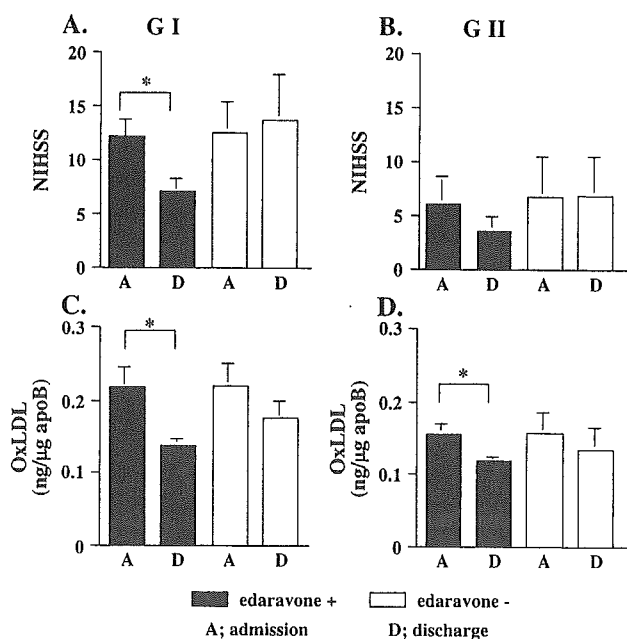 A. G I
B. G II
20
15
10
5
0
NIHSS
*
A D A D
20
15
10
5
0
NIHSS
A D A D
C.
0.3
0.2
0.1
0
OxLDL
(ng/µg apoB)
*
A D A D
D.
0.3
0.2
0.1
0
OxLDL
(ng/µg apoB)
*
A D A D
edaravone + edaravone -
A; admission D; discharge